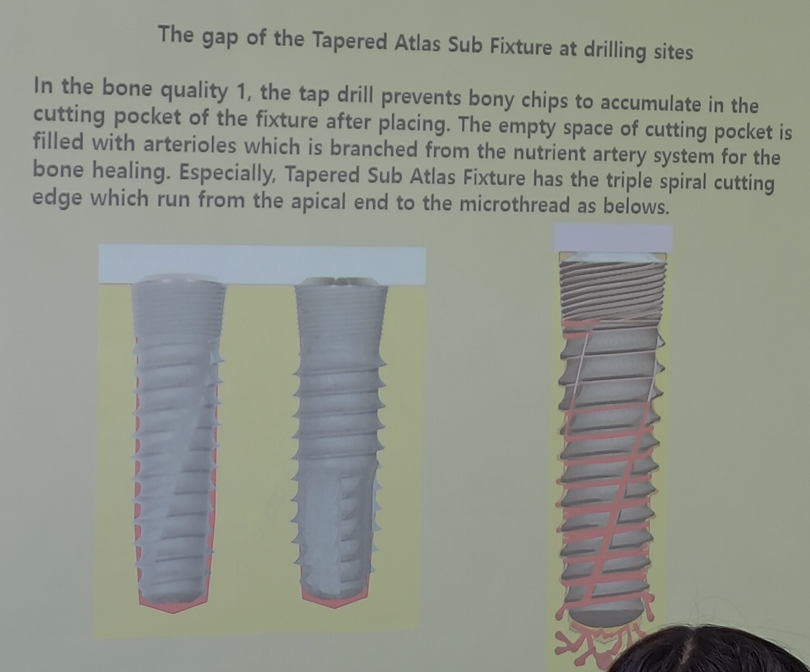 The gap of the Tapered Atlas Sub Fixture at drilling sites
In the bone quality 1, the tap drill prevents bony chips to accumulate in the
cutting pocket of the fixture after placing. The empty space of cutting pocket is
filled with arterioles which is branched from the nutrient artery system for the
bone healing. Especially, Tapered Sub Atlas Fixture has the triple spiral cutting
edge which run from the apical end to the microthread as belows.